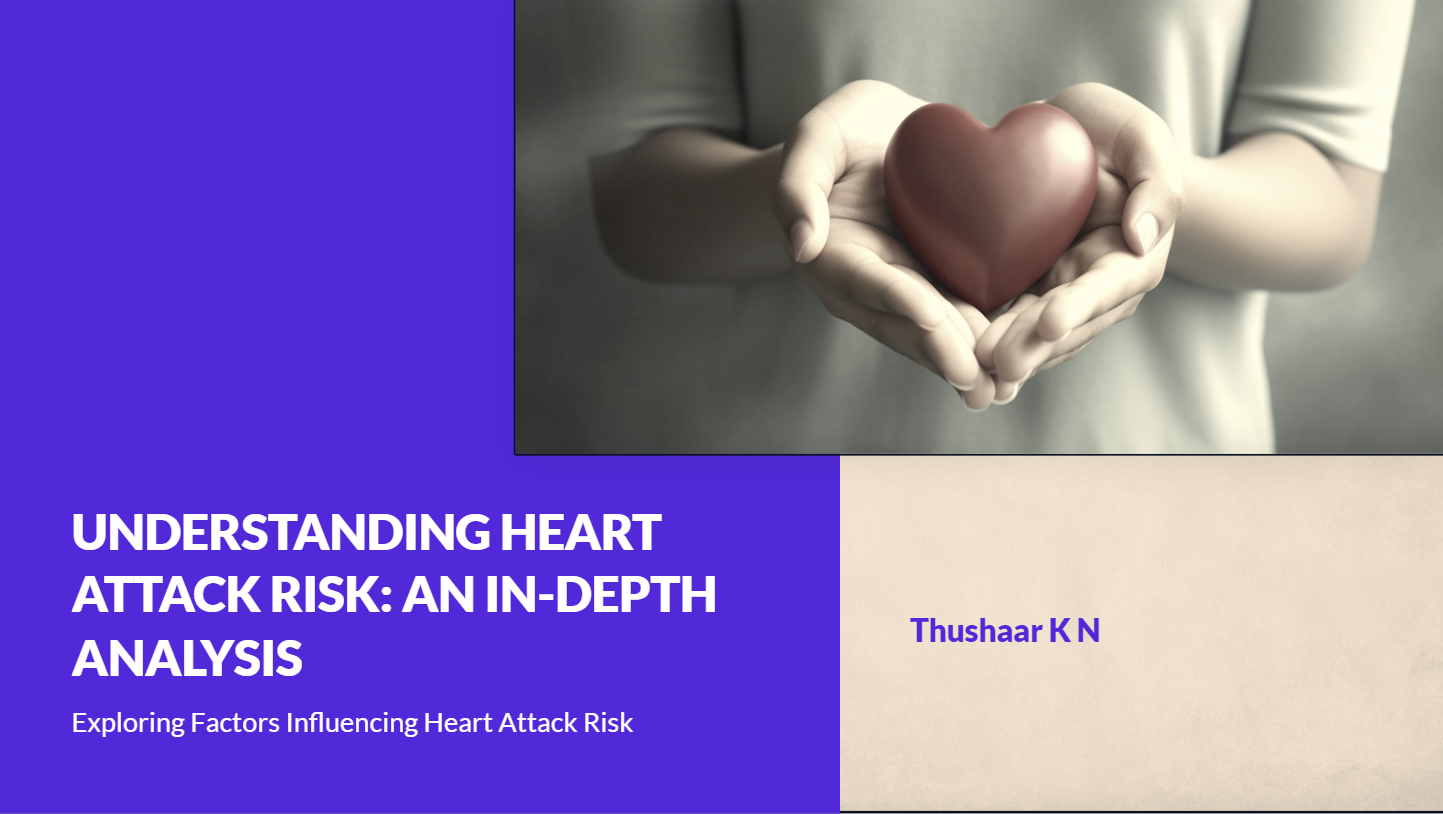 UNDERSTANDING HEART
ATTACK RISK: AN IN-DEPTH
ANALYSIS
Exploring Factors Influencing Heart Attack Risk
Thushaar K N